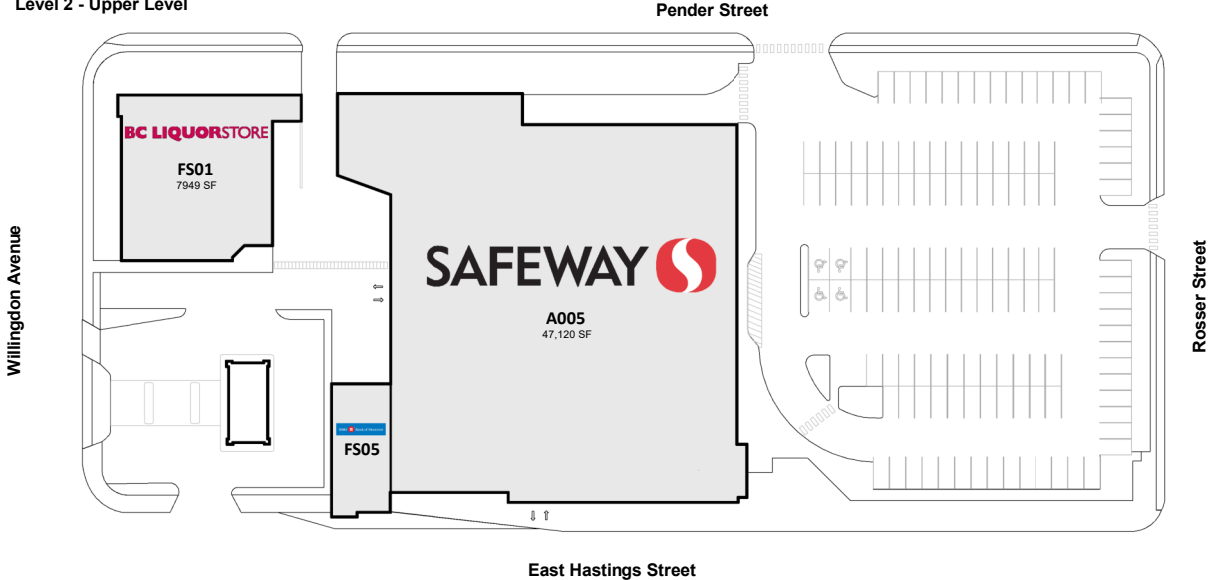 Level 2 - Upper Level
Pender Street
BC LIQUORSTORE
FS01
7949 SF
Willingdon Avenue
SAFEWAY
A005
47,120 SF
Rosser Street
FS05
East Hastings Street